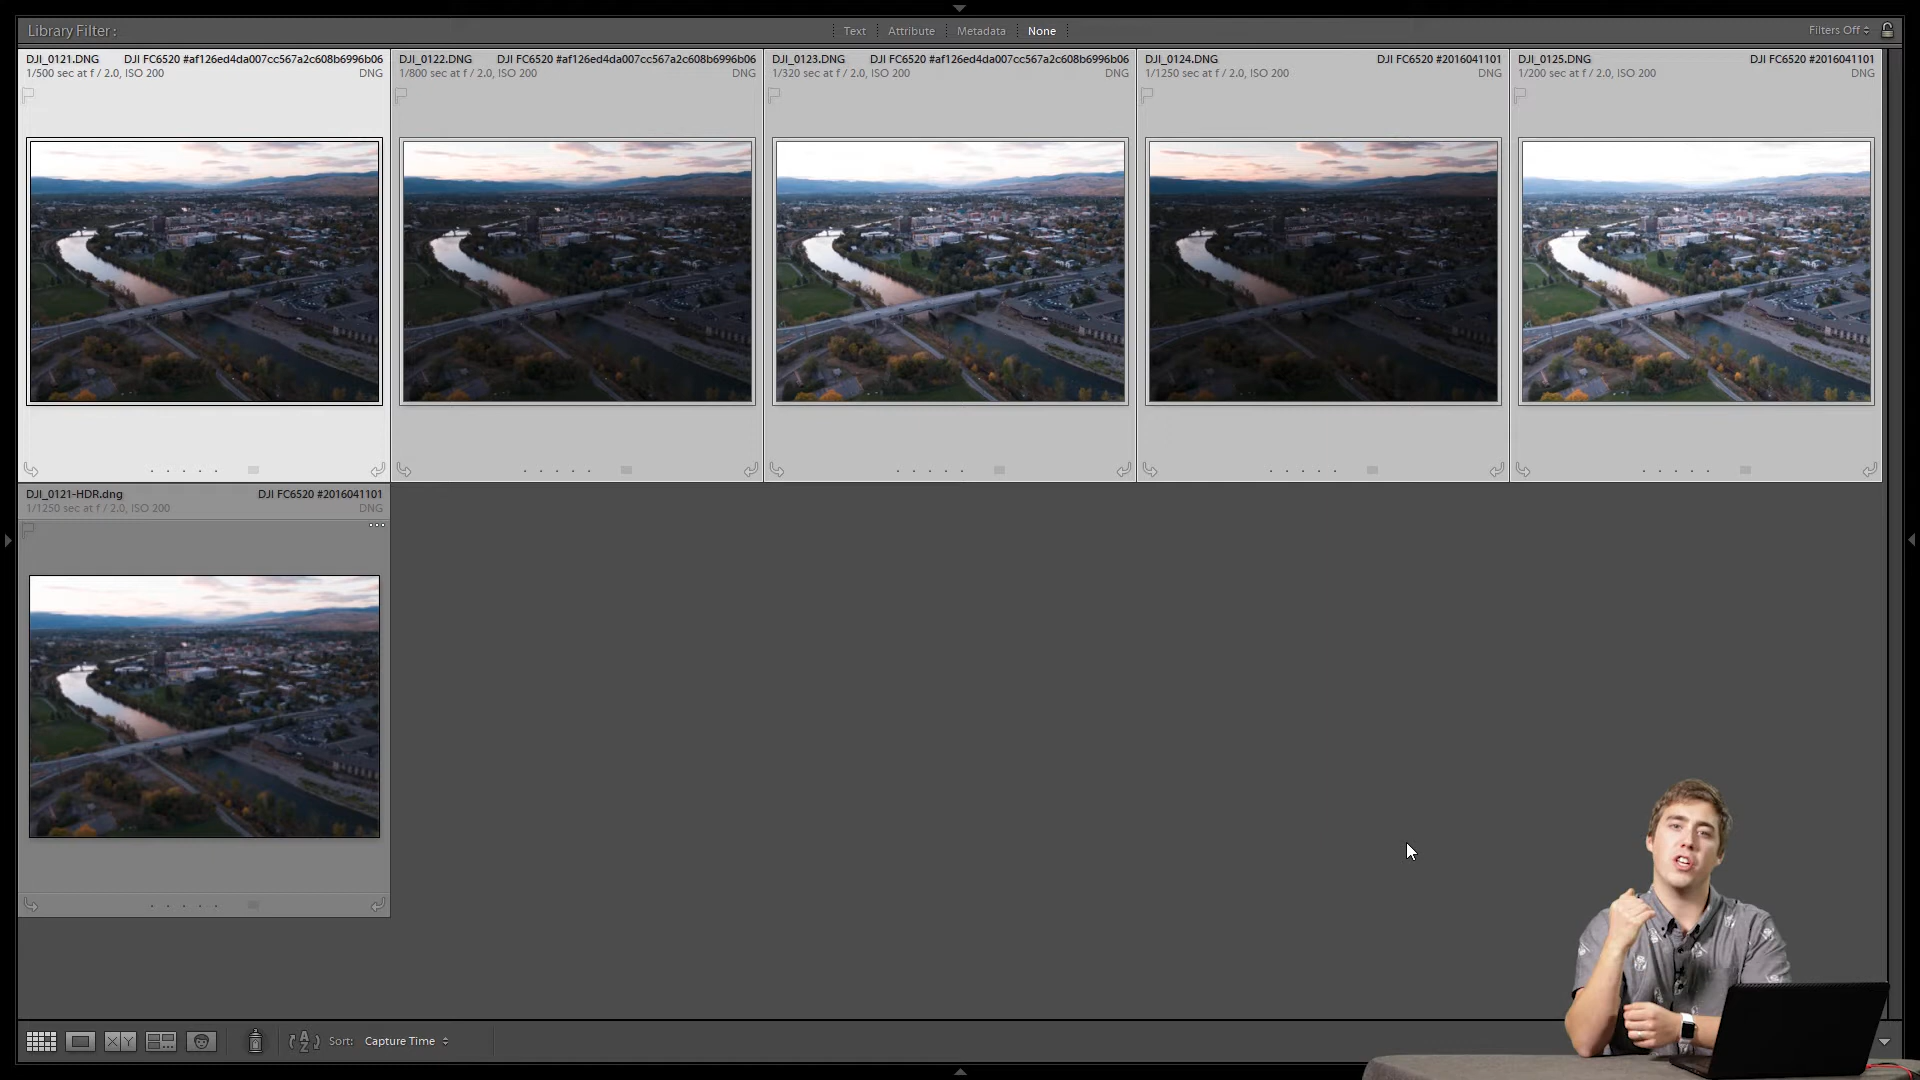 Library Filter :
Text Attribute Metadata None
Filters Off
DJI_0121.DNG DJI FC6520 #af126ed4da007cc567a2c608b6996b06
1/500 sec at f / 2.0, ISO 200 DNG
DJI_0122.DNG DJI FC6520 #af126ed4da007cc567a2c608b6996b06
1/800 sec at f / 2.0, ISO 200 DNG
DJI_0123.DNG DJI FC6520 #af126ed4da007cc567a2c608b6996b06
1/320 sec at f / 2.0, ISO 200 DNG
DJI_0124.DNG DJI FC6520 #2016041101
1/1250 sec at f / 2.0, ISO 200 DNG
DJI_0125.DNG DJI FC6520 #2016041101
1/200 sec at f / 2.0, ISO 200 DNG
DJI_0121-HDR.dng DJI FC6520 #2016041101
1/1250 sec at f / 2.0, ISO 200 DNG
X Y
A
Z
Sort: Capture Time